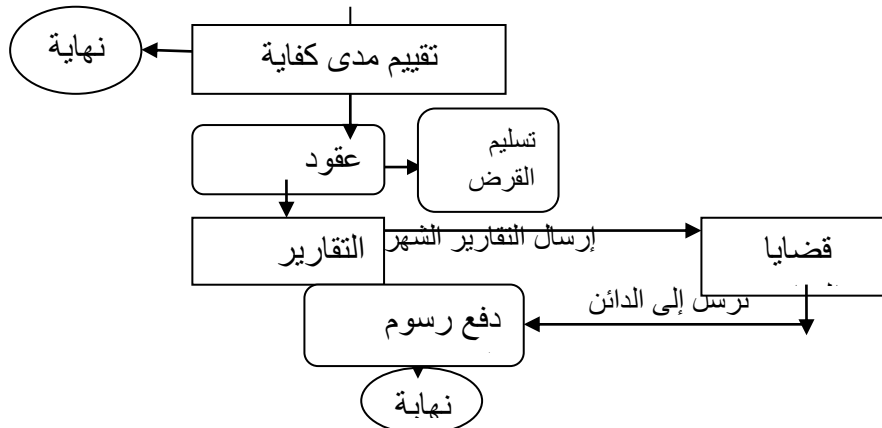 نهاية
تقييم مدى كفاية
تسليم
القرض
عقود
إرسال التقارير الشهر
التقارير
قضايا
ترسل إلى الدائن
دفع رسوم
نهاية